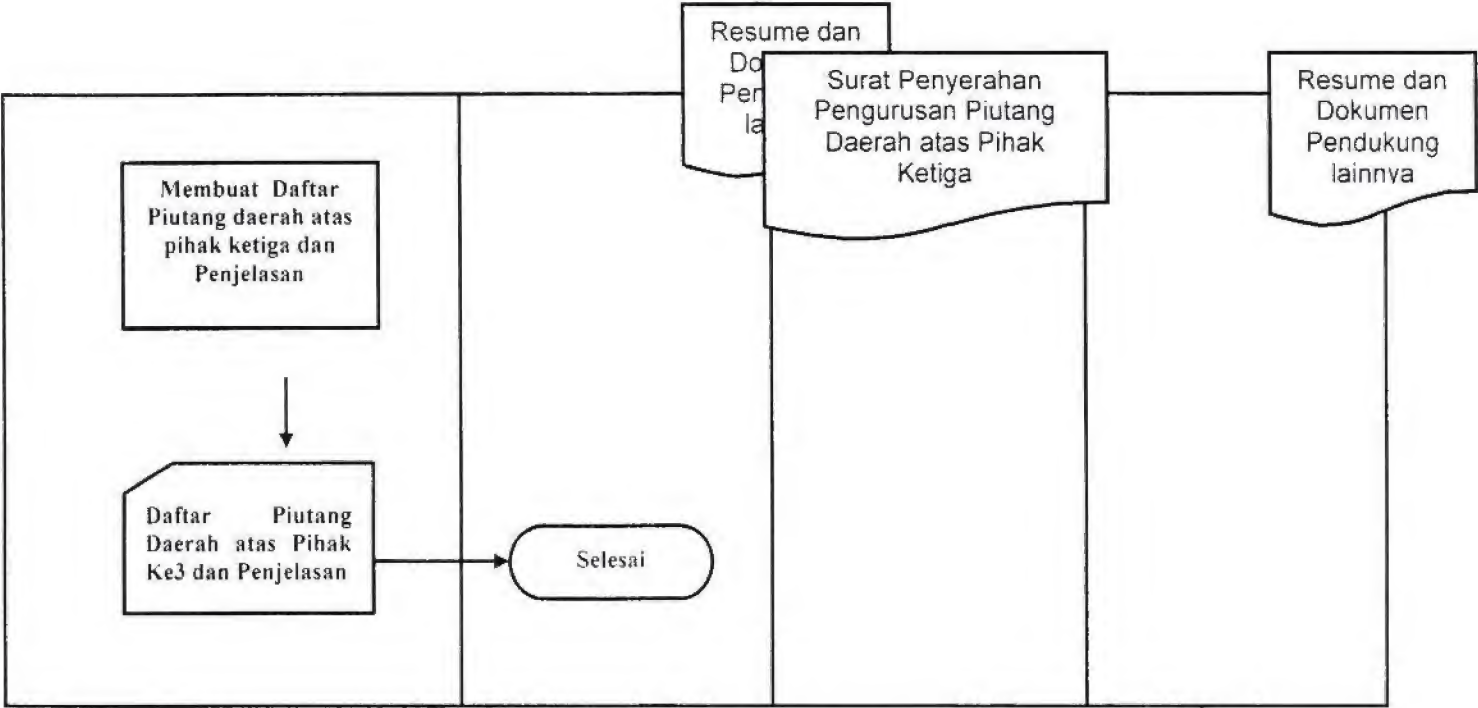 Resume dan
Surat Penyerahan
Pengurusan Piutang
Daerah atas Pihak
Ketiga
Resume dan
Dokumen
Pendukung
lainnya
Membuat Daftar
Piutang daerah atas
pihak ketiga dan
Penjelasan
Daftar Piutang
Daerah atas Pihak
Ke3 dan Penjelasan
Selesai